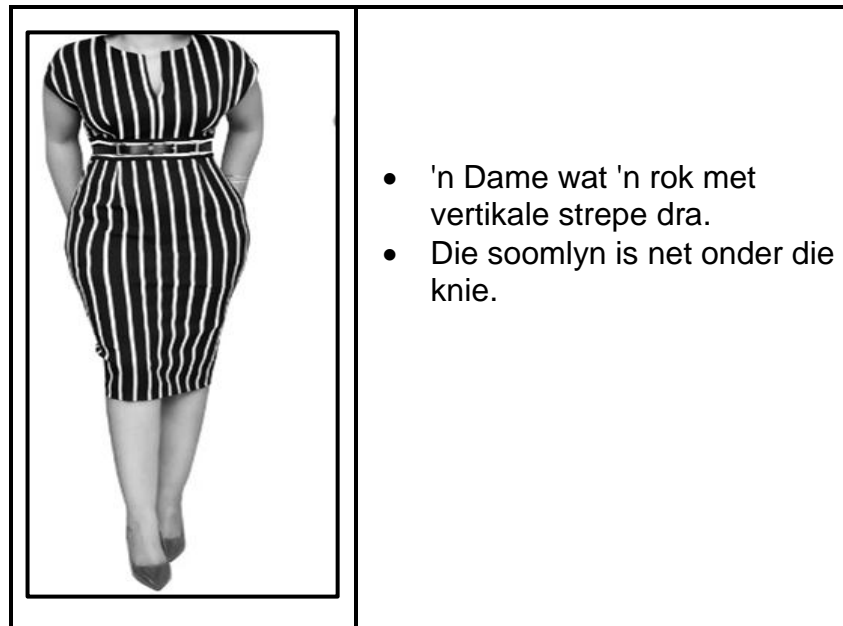 • 'n Dame wat 'n rok met
vertikale strepe dra.
• Die soomlyn is net onder die
knie.